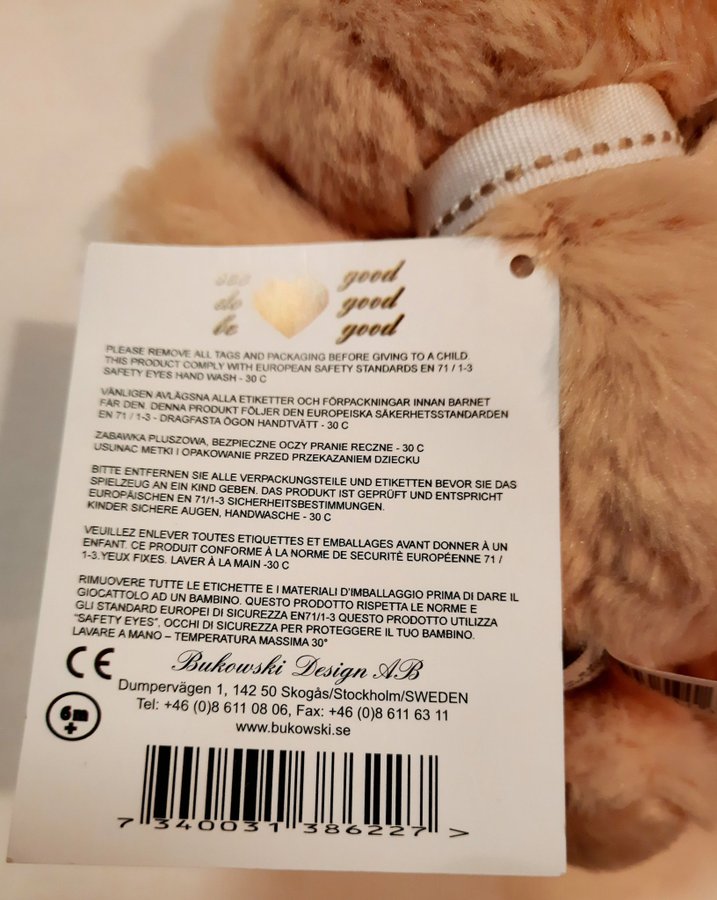 see good
do good
be good
PLEASE REMOVE ALL TAGS AND PACKAGING BEFORE GIVING TO A CHILD.
THIS PRODUCT COMPLY WITH EUROPEAN SAFETY STANDARDS EN 71 / 1-3
SAFETY EYES HAND WASH - 30 C
VÄNLIGEN AVLÄGSNA ALLA ETIKETTER OCH FÖRPACKNINGAR INNAN BARNET
FÅR DEN. DENNA PRODUKT FÖLJER DEN EUROPEISKA SÄKERHETSSTANDARDEN
EN 71 / 1-3 - DRAGFASTA ÖGON HANDTVÄTT - 30 C
ZABAWKA PLUSZOWA, BEZPIECZNE OCZY PRANIE RECZNE - 30 C
USUNAC METKI I OPAKOWANIE PRZED PRZEKAZANIEM DZIECKU
BITTE ENTFERNEN SIE ALLE VERPACKUNGSTEILE UND ETIKETTEN BEVOR SIE DAS
SPIELZEUG AN EIN KIND GEBEN. DAS PRODUKT IST GEPRÜFT UND ENTSPRICHT
EUROPÄISCHEN EN 71/1-3 SICHERHEITSBESTIMMUNGEN.
KINDER SICHERE AUGEN, HANDWASCHE - 30 C
VEUILLEZ ENLEVER TOUTES ETIQUETTES ET EMBALLAGES AVANT DONNER À UN
ENFANT. CE PRODUIT CONFORME À LA NORME DE SECURITÈ EUROPÉENNE 71 /
1-3.YEUX FIXES. LAVER À LA MAIN -30 C
RIMUOVERE TUTTE LE ETICHETTE E I MATERIALI D'IMBALLAGGIO PRIMA DI DARE IL
GIOCATTOLO AD UN BAMBINO. QUESTO PRODOTTO RISPETTA LE NORME E
GLI STANDARD EUROPEI DI SICUREZZA EN71/1-3 QUESTO PRODOTTO UTILIZZA
"SAFETY EYES", OCCHI DI SICUREZZA PER PROTEGGERE IL TUO BAMBINO.
LAVARE A MANO – TEMPERATURA MASSIMA 30°
CE
Bukowski Design AB
Dumpervägen 1, 142 50 Skogås/Stockholm/SWEDEN
6m+
Tel: +46 (0)8 611 08 06, Fax: +46 (0)8 611 63 11
www.bukowski.se
7 340031 386227 >